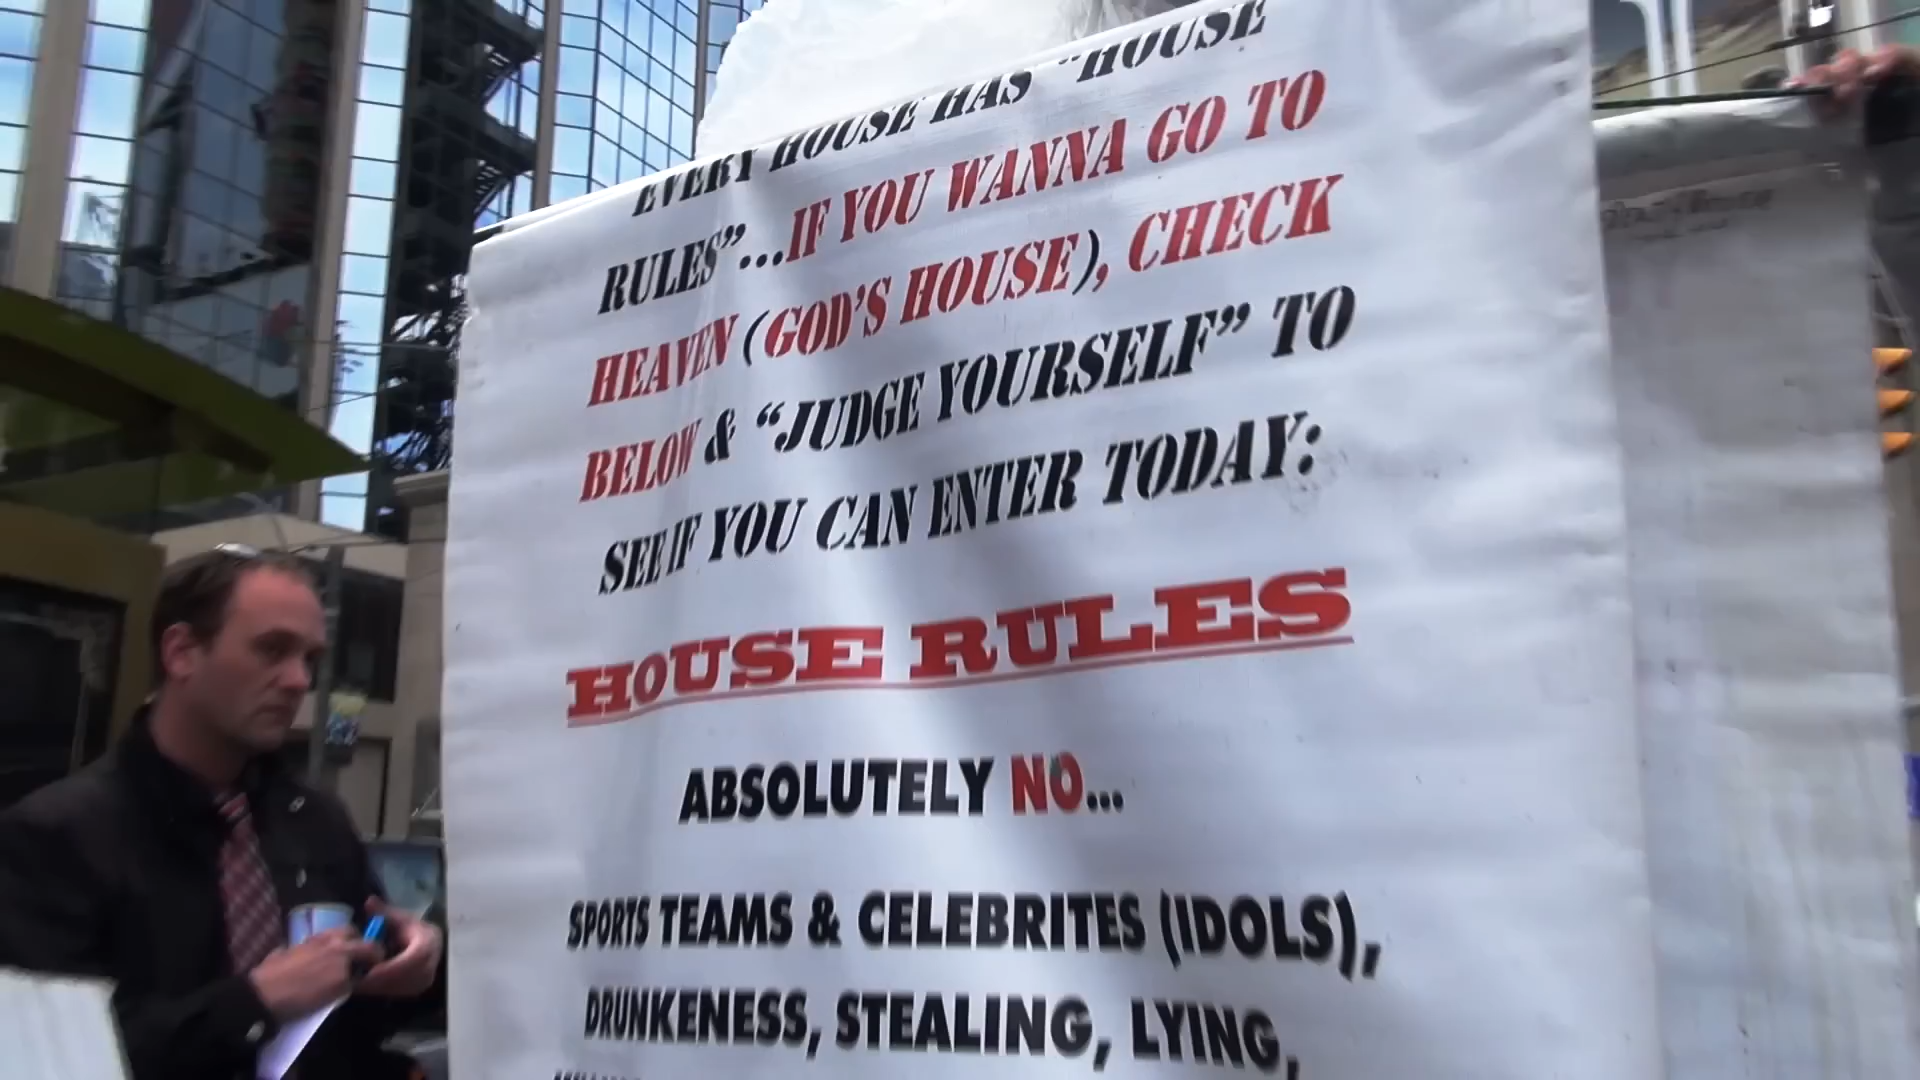 EVERY HOUSE HAS "HOUSE
RULES"...IF YOU WANNA GO TO
HEAVEN (GOD'S HOUSE), CHECK
BELOW & "JUDGE YOURSELF" TO
SEE IF YOU CAN ENTER TODAY:
HOUSE RULES
ABSOLUTELY NO...
SPORTS TEAMS & CELEBRITES (IDOLS),
DRUNKENESS, STEALING, LYING,